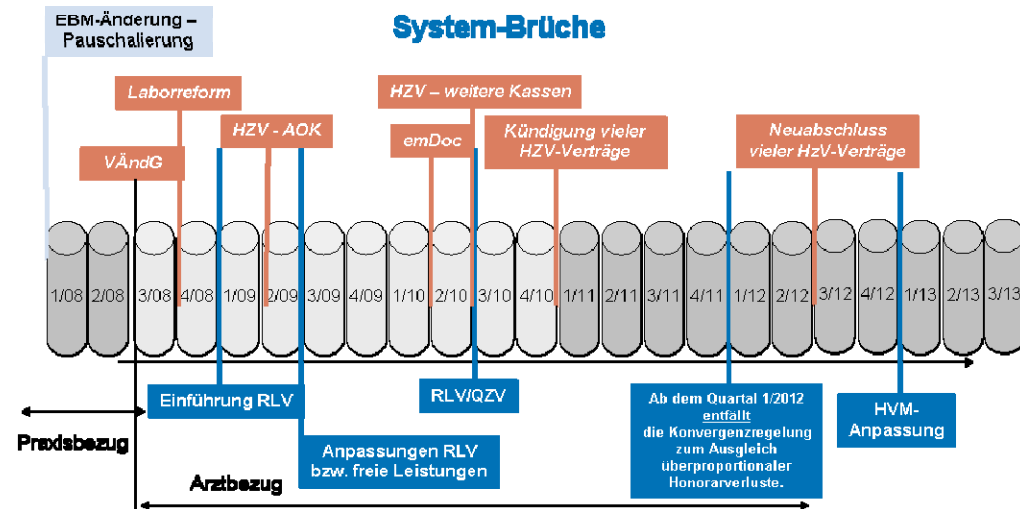 EBM-Änderung –
Pauschalierung
System-Brüche
Laborreform
HZV – weitere Kassen
HZV - AOK
emDoc
Kündigung vieler
HZV-Verträge
Neuabschluss
vieler HzV-Verträge
VÄndG
1/08 2/08 3/08 4/08 1/09 2/09 3/09 4/09 1/10 2/10 3/10 4/10 1/11 2/11 3/11 4/11 1/12 2/12 3/12 4/12 1/13 2/13 3/13
Einführung RLV
RLV/QZV
Ab dem Quartal 1/2012
entfällt
die Konvergenzregelung
zum Ausgleich
überproportionaler
Honorarverluste.
HVM-
Anpassung
Praxisbezug
Anpassungen RLV
bzw. freie Leistungen
Arztbezug